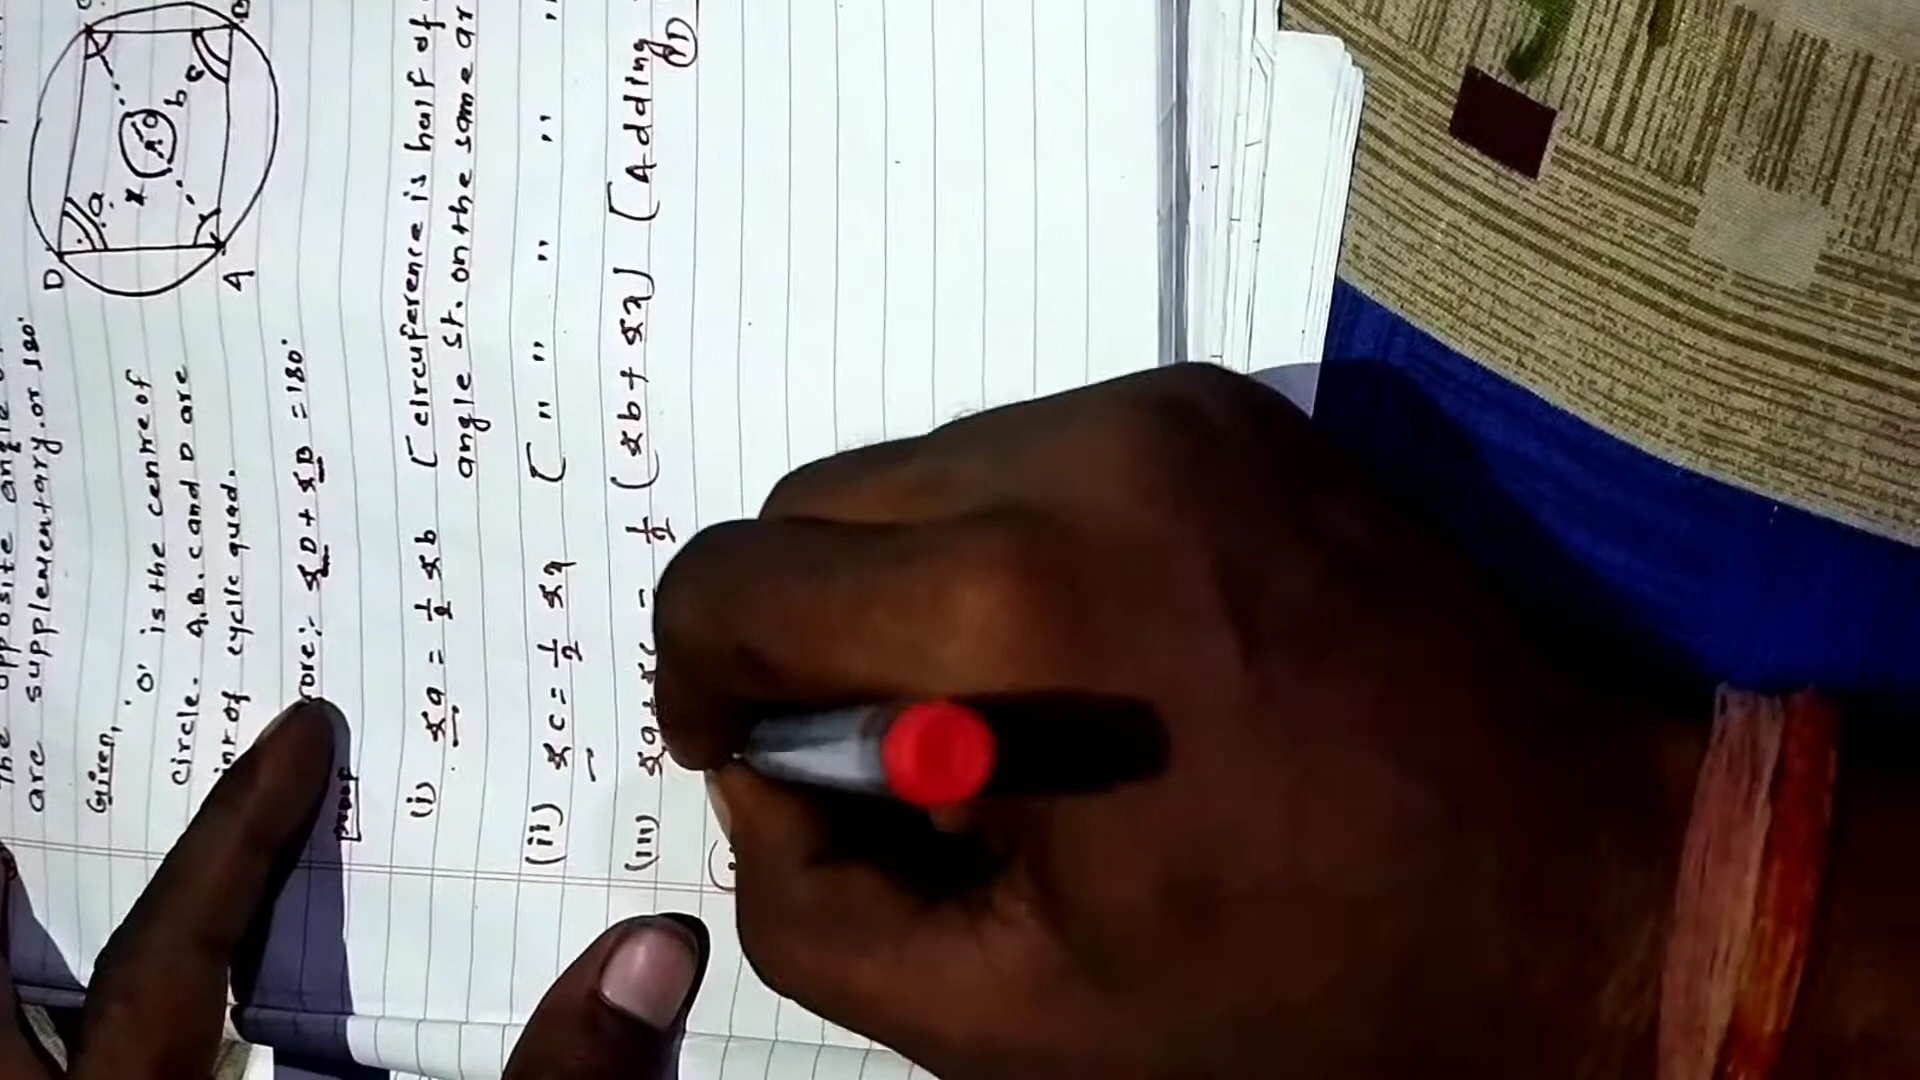 the opposite angle
are supplementary. or 180°
Given,
'O' is the centre of
circle. A, B, C and D are
of cyclic quad.
D
A
a
x
b
c
rove:- ∠D + ∠B = 180°
Proof
(i) ∠a = 1/2 ∠b [circumference is half of
angle st. on the same ar
(ii) ∠c = 1/2 ∠x [ " " " " "
(iii) ∠a + ∠c = 1/2 (∠b + ∠x) [Adding